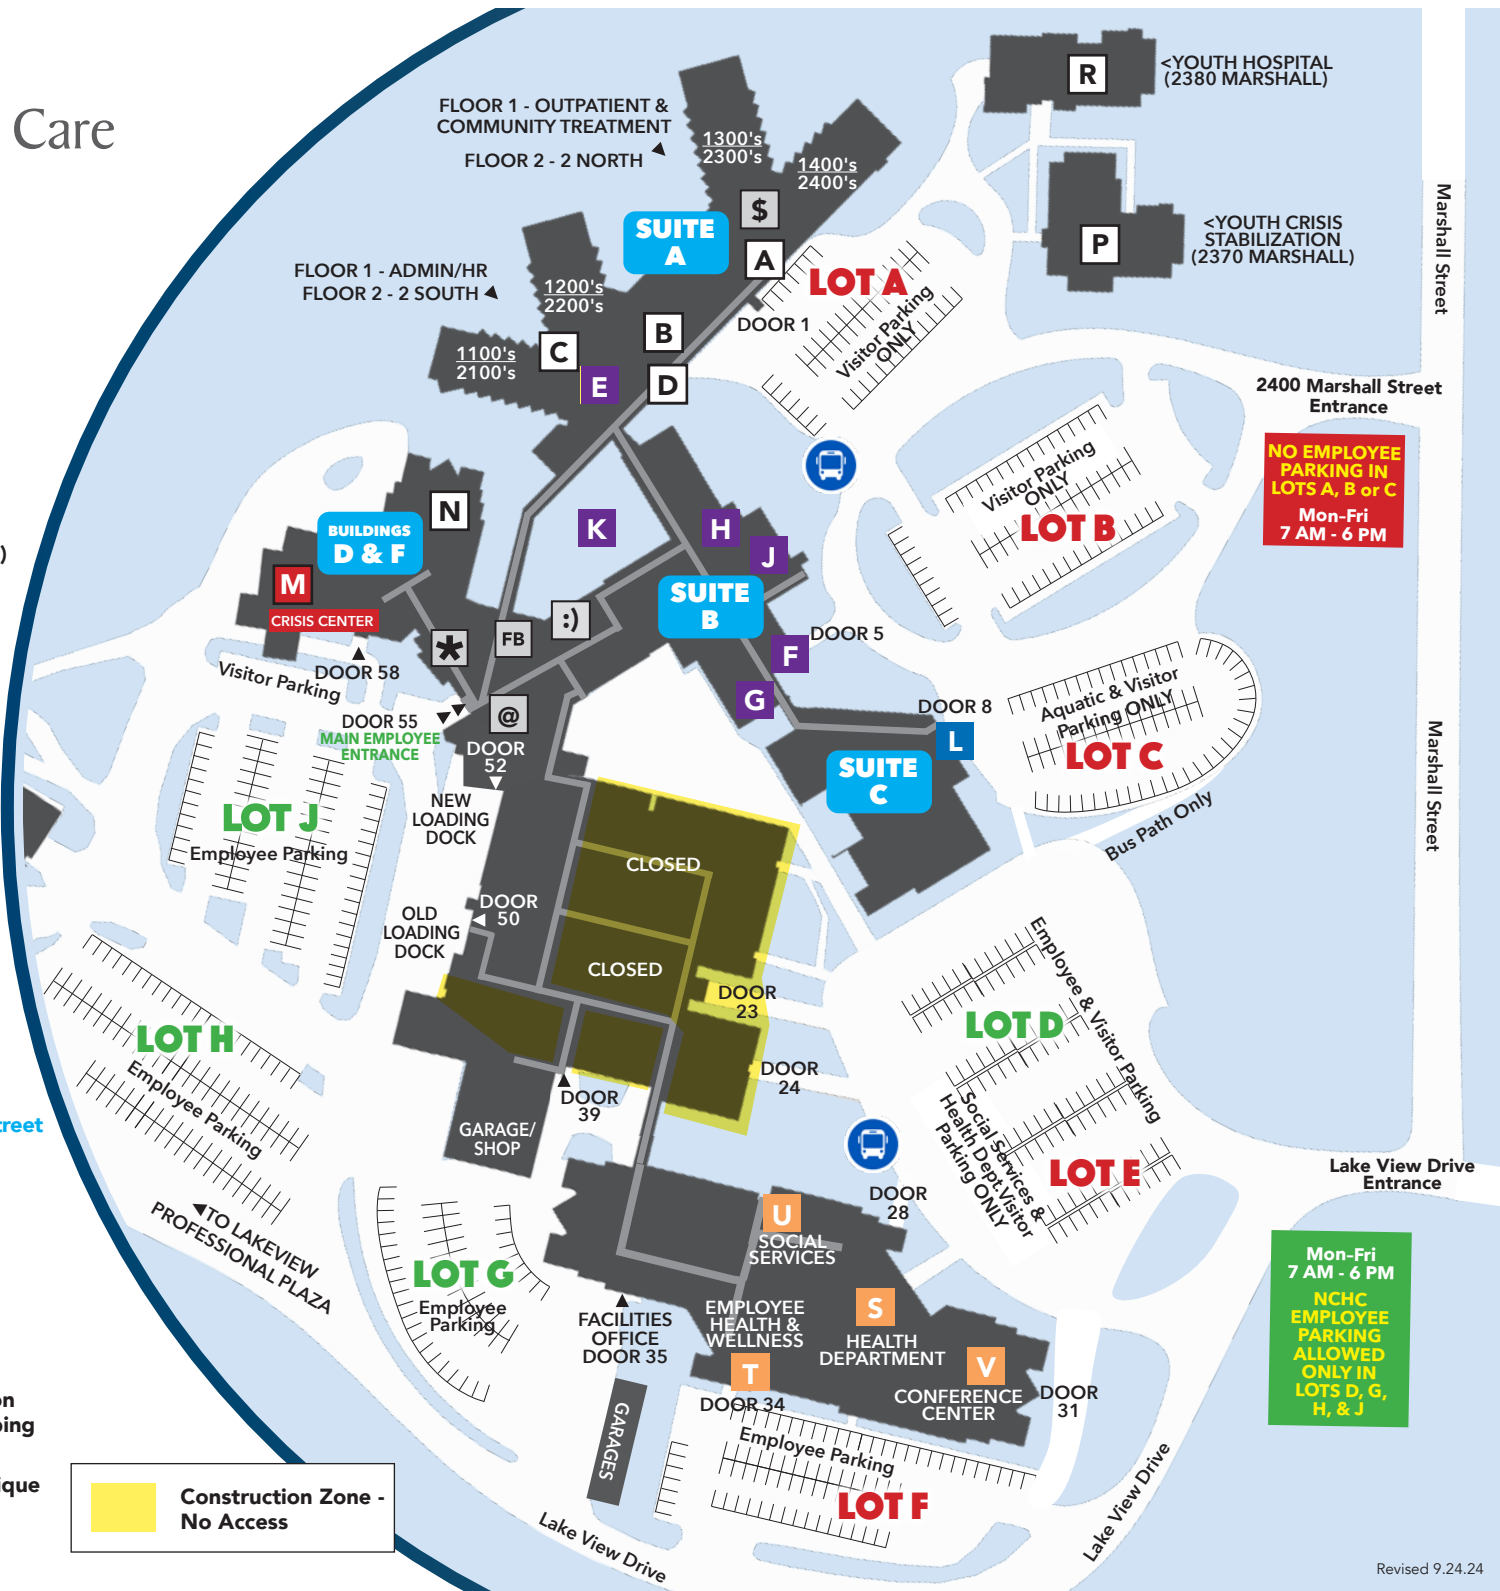 Care
FLOOR 1 - OUTPATIENT &
COMMUNITY TREATMENT
FLOOR 2 - 2 NORTH
1300's
2300's
1400's
2400's
$
SUITE
A
A
FLOOR 1 - ADMIN/HR
FLOOR 2 - 2 SOUTH
1200's
2200's
1100's
2100's
B
C
D
E
DOOR 1
LOT A
Visitor Parking
ONLY
R
<YOUTH HOSPITAL
(2380 MARSHALL)
P
<YOUTH CRISIS
STABILIZATION
(2370 MARSHALL)
Marshall Street
2400 Marshall Street
Entrance
NO EMPLOYEE
PARKING IN
LOTS A, B or C
Mon-Fri
7 AM - 6 PM
Visitor Parking
ONLY
LOT B
N
BUILDINGS
D & F
M
CRISIS CENTER
)
K
H
J
SUITE
B
:)
FB
*
@
F
G
DOOR 5
DOOR 58
Visitor Parking
DOOR 55
MAIN EMPLOYEE
ENTRANCE
DOOR
52
DOOR 8
L
SUITE
C
Aquatic & Visitor
Parking ONLY
LOT C
Bus Path Only
Marshall Street
NEW
LOADING
DOCK
LOT J
Employee Parking
CLOSED
DOOR
50
OLD
LOADING
DOCK
CLOSED
DOOR
23
DOOR
24
LOT H
Employee Parking
DOOR
39
GARAGE/
SHOP
LOT D
Employee & Visitor Parking
Social Services &
Health Dept.Visitor
Parking ONLY
LOT E
treet
Lake View Drive
Entrance
TO LAKEVIEW
PROFESSIONAL PLAZA
DOOR
28
U
SOCIAL
SERVICES
LOT G
Employee
Parking
FACILITIES
OFFICE
DOOR 35
EMPLOYEE
HEALTH &
WELLNESS
S
HEALTH
DEPARTMENT
T
DOOR 34
V
CONFERENCE
CENTER
DOOR
31
Mon-Fri
7 AM - 6 PM
NCHC
EMPLOYEE
PARKING
ALLOWED
ONLY IN
LOTS D, G,
H, & J
GARAGES
Employee Parking
LOT F
on
ping
ique
Construction Zone -
No Access
Lake View Drive
Lake View Drive
Revised 9.24.24